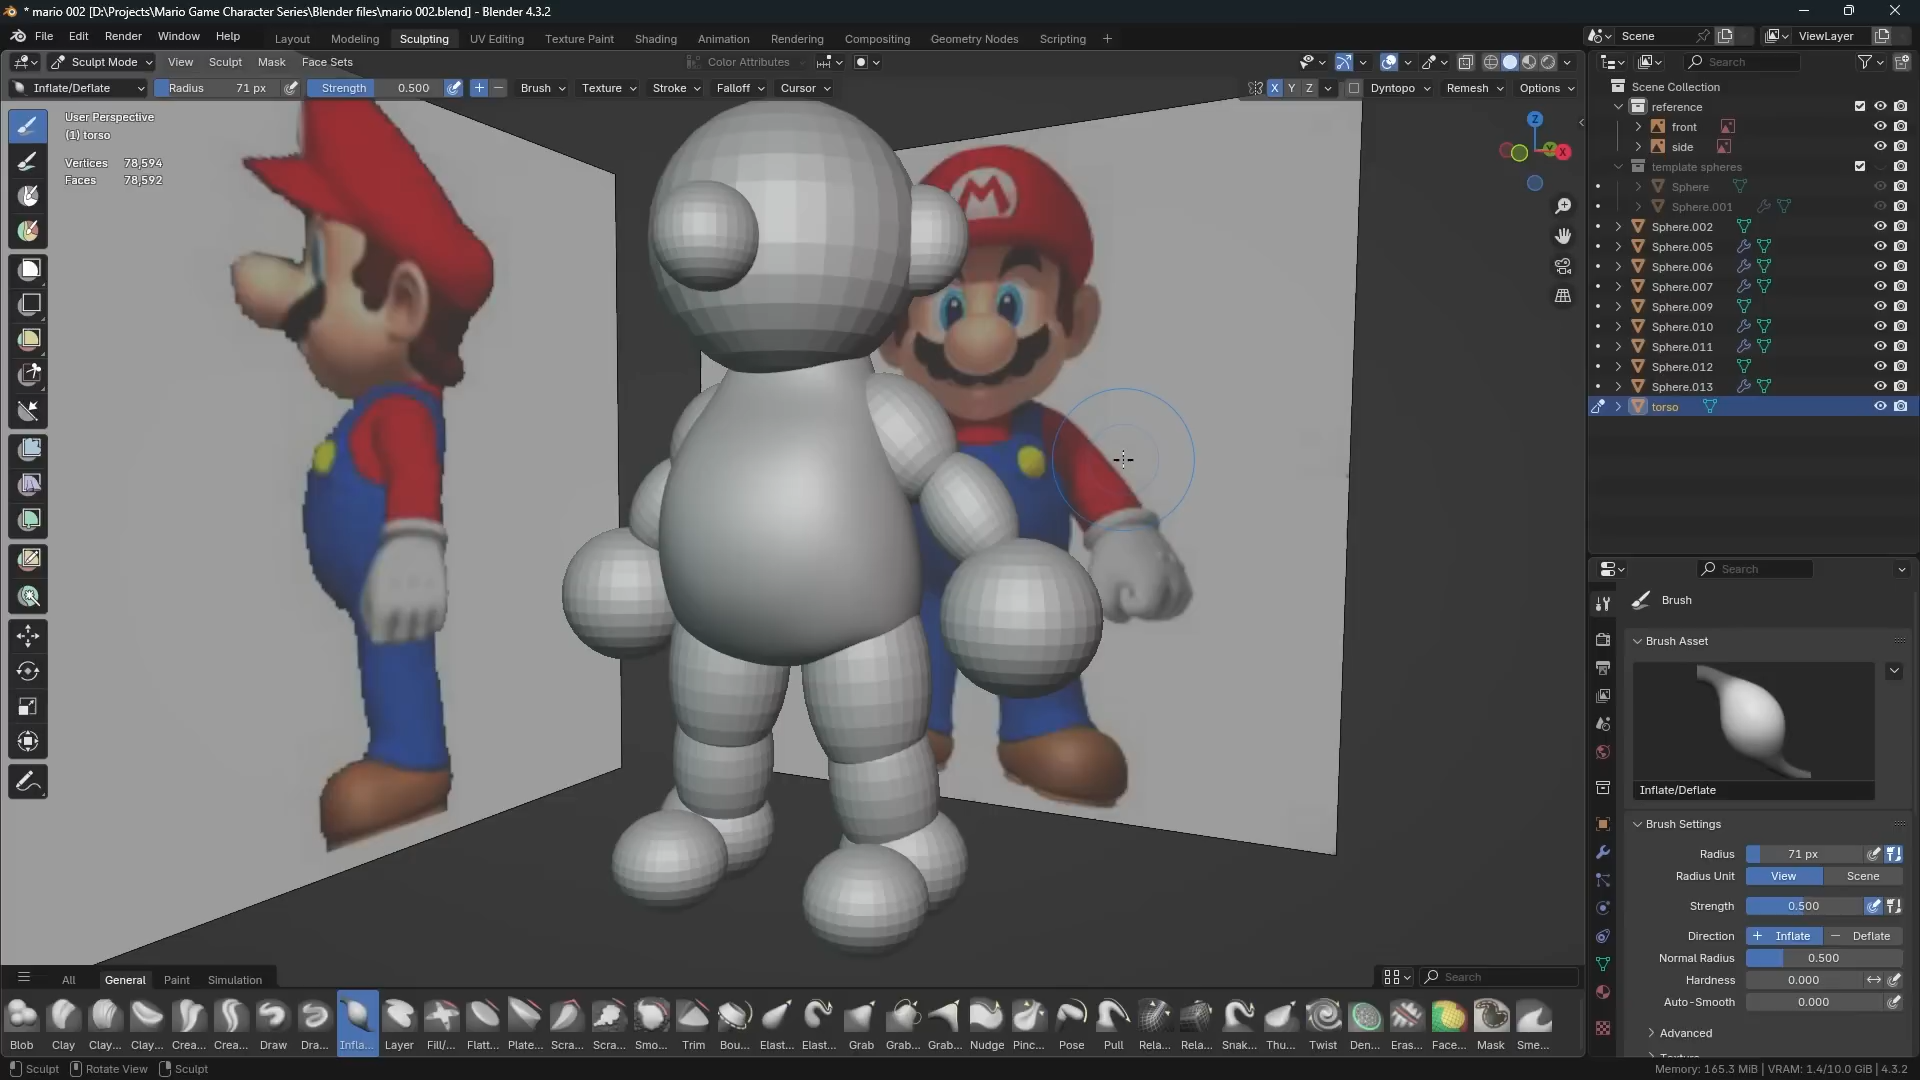 * mario 002 [D:\Projects\Mario Game Character Series\Blender files\mario 002.blend] - Blender 4.3.2
File Edit Render Window Help Layout Modeling Sculpting UV Editing Texture Paint Shading Animation Rendering Compositing Geometry Nodes Scripting + Scene ViewLayer
Sculpt Mode View Sculpt Mask Face Sets Color Attributes Search
Inflate/Deflate Radius 71 px Strength 0.500 + − Brush Texture Stroke Falloff Cursor X Y Z Dyntopo Remesh Options
User Perspective
(1) torso
Vertices 78,594
Faces 78,592
Z
Y
X
M
Scene Collection
reference
front
side
template spheres
Sphere
Sphere.001
Sphere.002
Sphere.005
Sphere.006
Sphere.007
Sphere.009
Sphere.010
Sphere.011
Sphere.012
Sphere.013
torso
Search
Brush
Brush Asset
Inflate/Deflate
Brush Settings
Radius 71 px
Radius Unit View Scene
Strength 0.500
Direction + Inflate − Deflate
Normal Radius 0.500
Hardness 0.000
Auto-Smooth 0.000
Advanced
Texture
All General Paint Simulation Search
Blob Clay Clay... Clay... Crea... Crea... Draw Dra... Infla... Layer Fill/... Flatt... Plate... Scra... Scra... Smo... Trim Bou... Elast... Elast... Grab Grab... Grab... Nudge Pinc... Pose Pull Rela... Rela... Snak... Thu... Twist Den... Eras... Face... Mask Sme...
Sculpt Rotate View Sculpt Memory: 165.3 MiB | VRAM: 1.4/10.0 GiB | 4.3.2